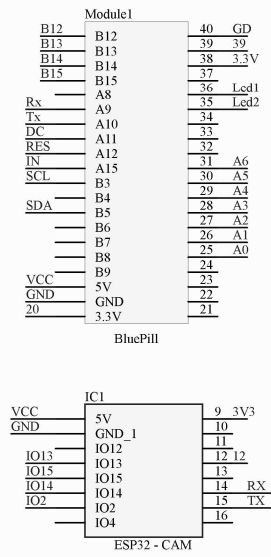 Module1
B12 B12 40 GD
B13 B13 39 39
B14 B14 38 3.3V
B15 B15 37
A8 36 Led1
Rx A9 35 Led2
Tx A10 34
DC A11 33
RES A12 32
IN A15 31 A6
SCL B3 30 A5
B4 29 A4
SDA B5 28 A3
B6 27 A2
B7 26 A1
B8 25 A0
B9 24
VCC 5V 23
GND GND 22
20 3.3V 21
BluePill
IC1
VCC 5V 9 3V3
GND GND_1 10
IO12 11
IO13 IO13 12 12
IO15 IO15 13
IO14 IO14 14 RX
IO2 IO2 15 TX
IO4 16
ESP32 - CAM